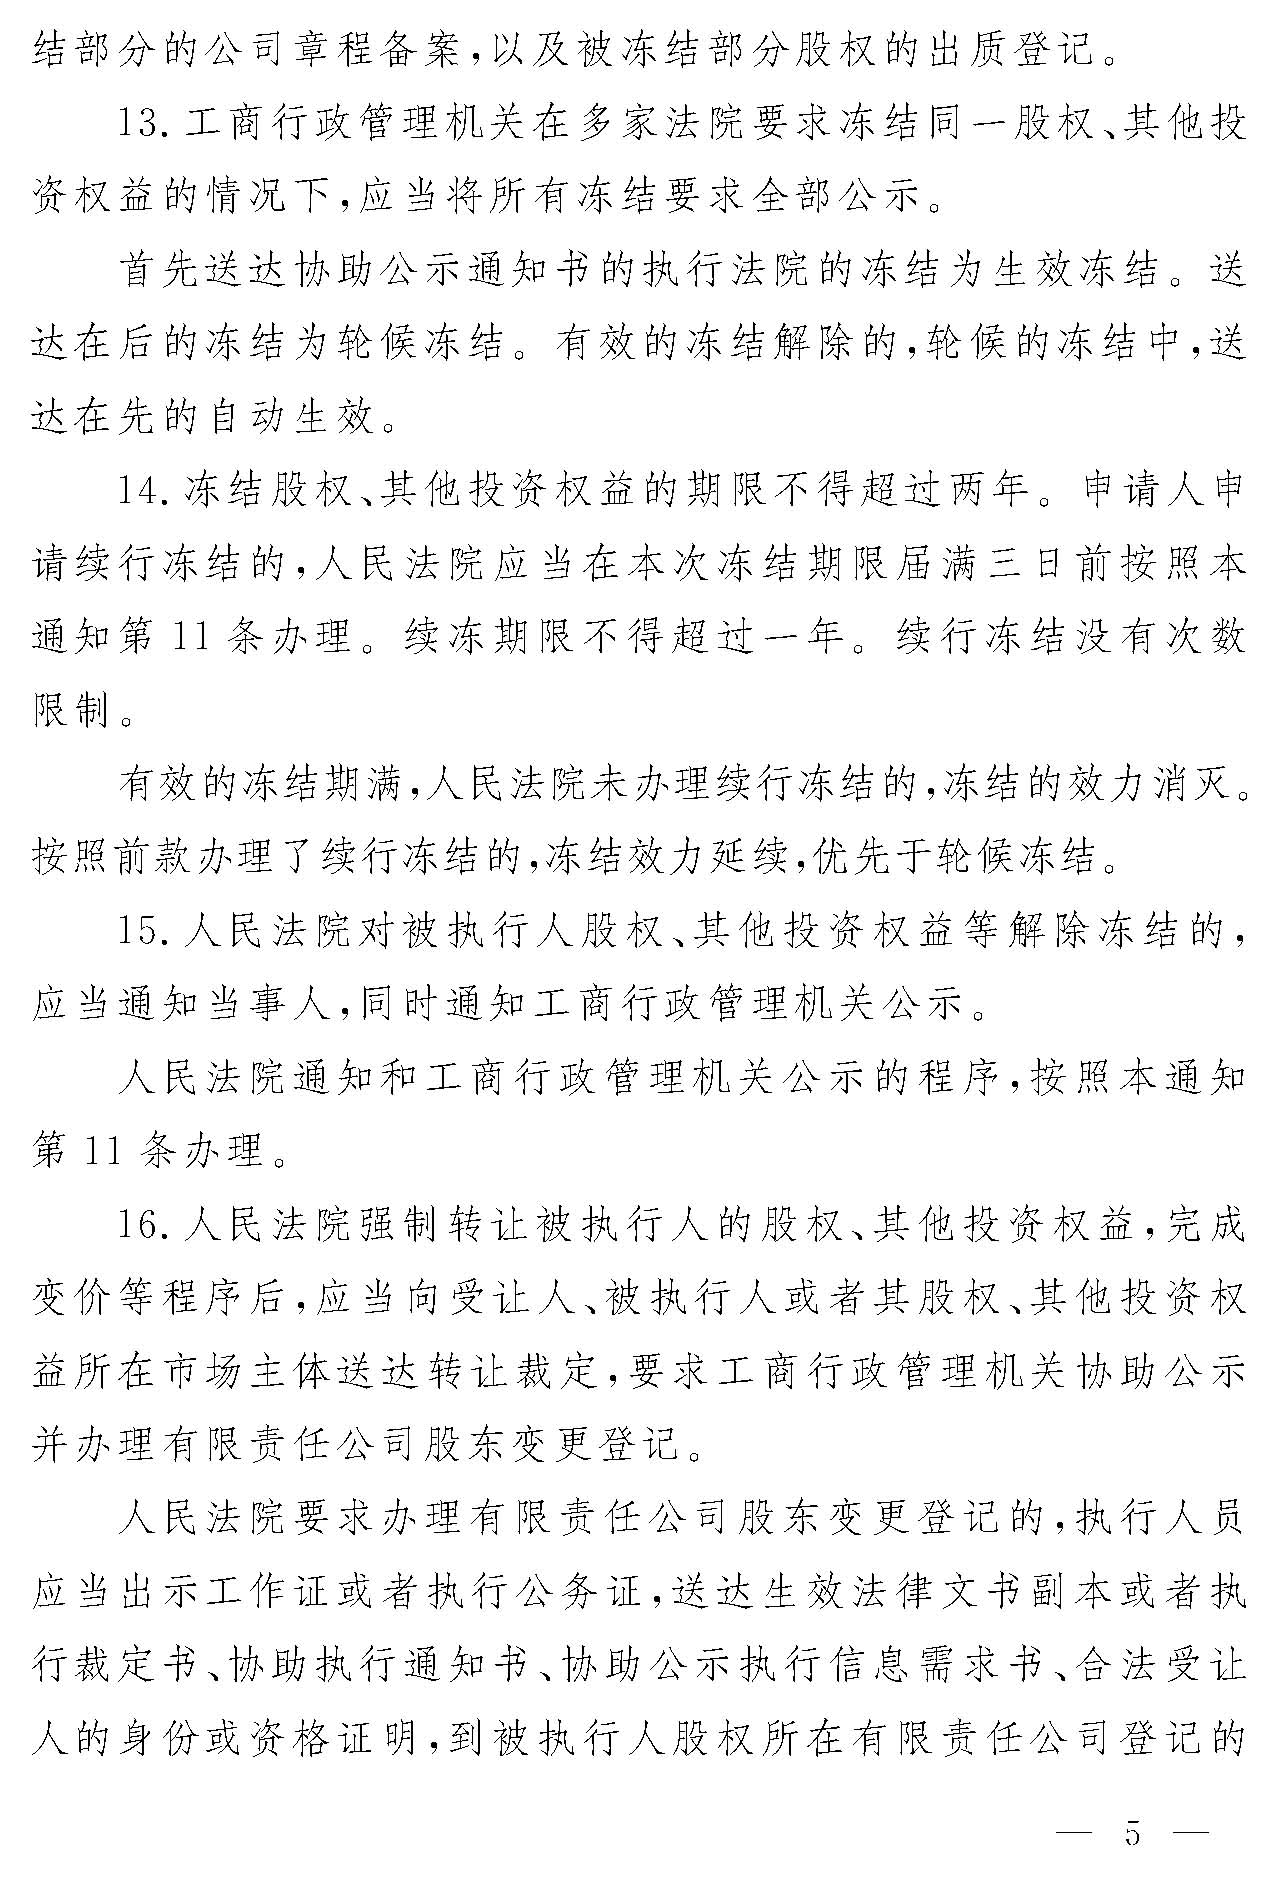 结部分的公司章程备案,以及被冻结部分股权的出质登记。
13. 工商行政管理机关在多家法院要求冻结同一股权、其他投
资权益的情况下,应当将所有冻结要求全部公示。
首先送达协助公示通知书的执行法院的冻结为生效冻结。送
达在后的冻结为轮候冻结。有效的冻结解除的,轮候的冻结中,送
达在先的自动生效。
14. 冻结股权、其他投资权益的期限不得超过两年。申请人申
请续行冻结的,人民法院应当在本次冻结期限届满三日前按照本
通知第 11 条办理。续冻期限不得超过一年。续行冻结没有次数
限制。
有效的冻结期满,人民法院未办理续行冻结的,冻结的效力消灭。
按照前款办理了续行冻结的,冻结效力延续,优先于轮候冻结。
15. 人民法院对被执行人股权、其他投资权益等解除冻结的,
应当通知当事人,同时通知工商行政管理机关公示。
人民法院通知和工商行政管理机关公示的程序,按照本通知
第 11 条办理。
16. 人民法院强制转让被执行人的股权、其他投资权益,完成
变价等程序后,应当向受让人、被执行人或者其股权、其他投资权
益所在市场主体送达转让裁定,要求工商行政管理机关协助公示
并办理有限责任公司股东变更登记。
人民法院要求办理有限责任公司股东变更登记的,执行人员
应当出示工作证或者执行公务证,送达生效法律文书副本或者执
行裁定书、协助执行通知书、协助公示执行信息需求书、合法受让
人的身份或资格证明,到被执行人股权所在有限责任公司登记的
— 5 —